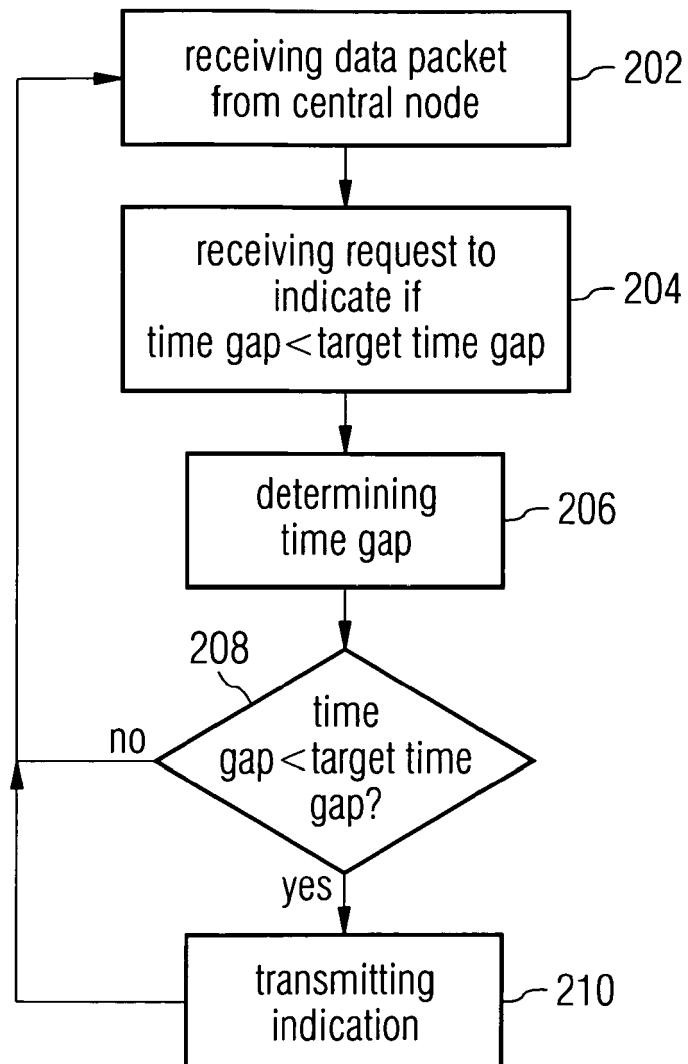 receiving data packet
from central node
202
receiving request to
indicate if
time gap<target time gap
204
determining
time gap
206
208
time
gap<target time
gap?
no
yes
transmitting
indication
210